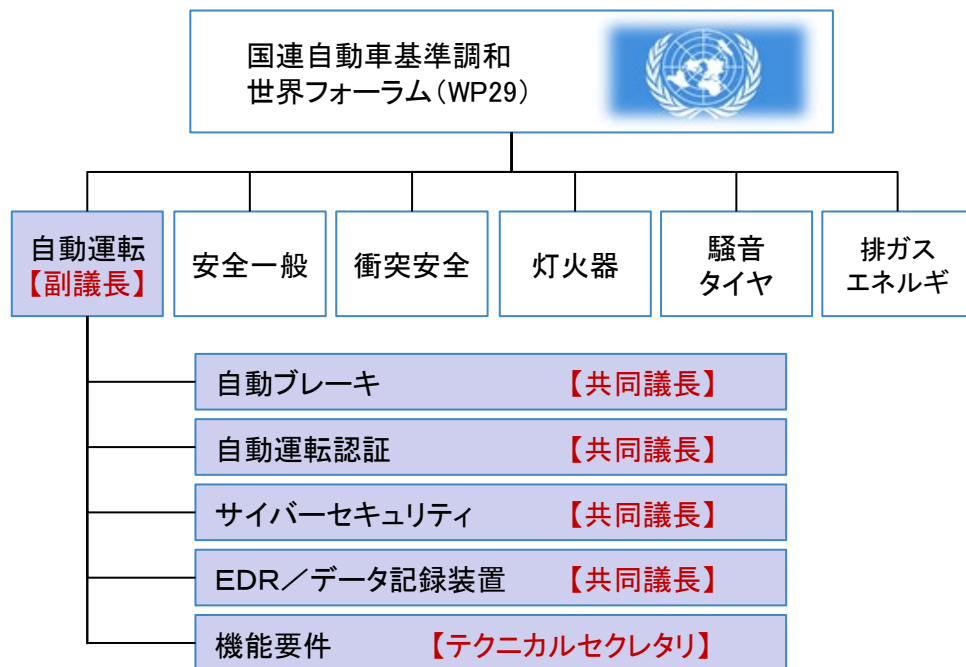 国連自動車基準調和
世界フォーラム(WP29)
自動運転
【副議長】
安全一般
衝突安全
灯火器
騒音
タイヤ
排ガス
エネルギ
自動ブレーキ 【共同議長】
自動運転認証 【共同議長】
サイバーセキュリティ 【共同議長】
EDR/データ記録装置 【共同議長】
機能要件 【テクニカルセクレタリ】